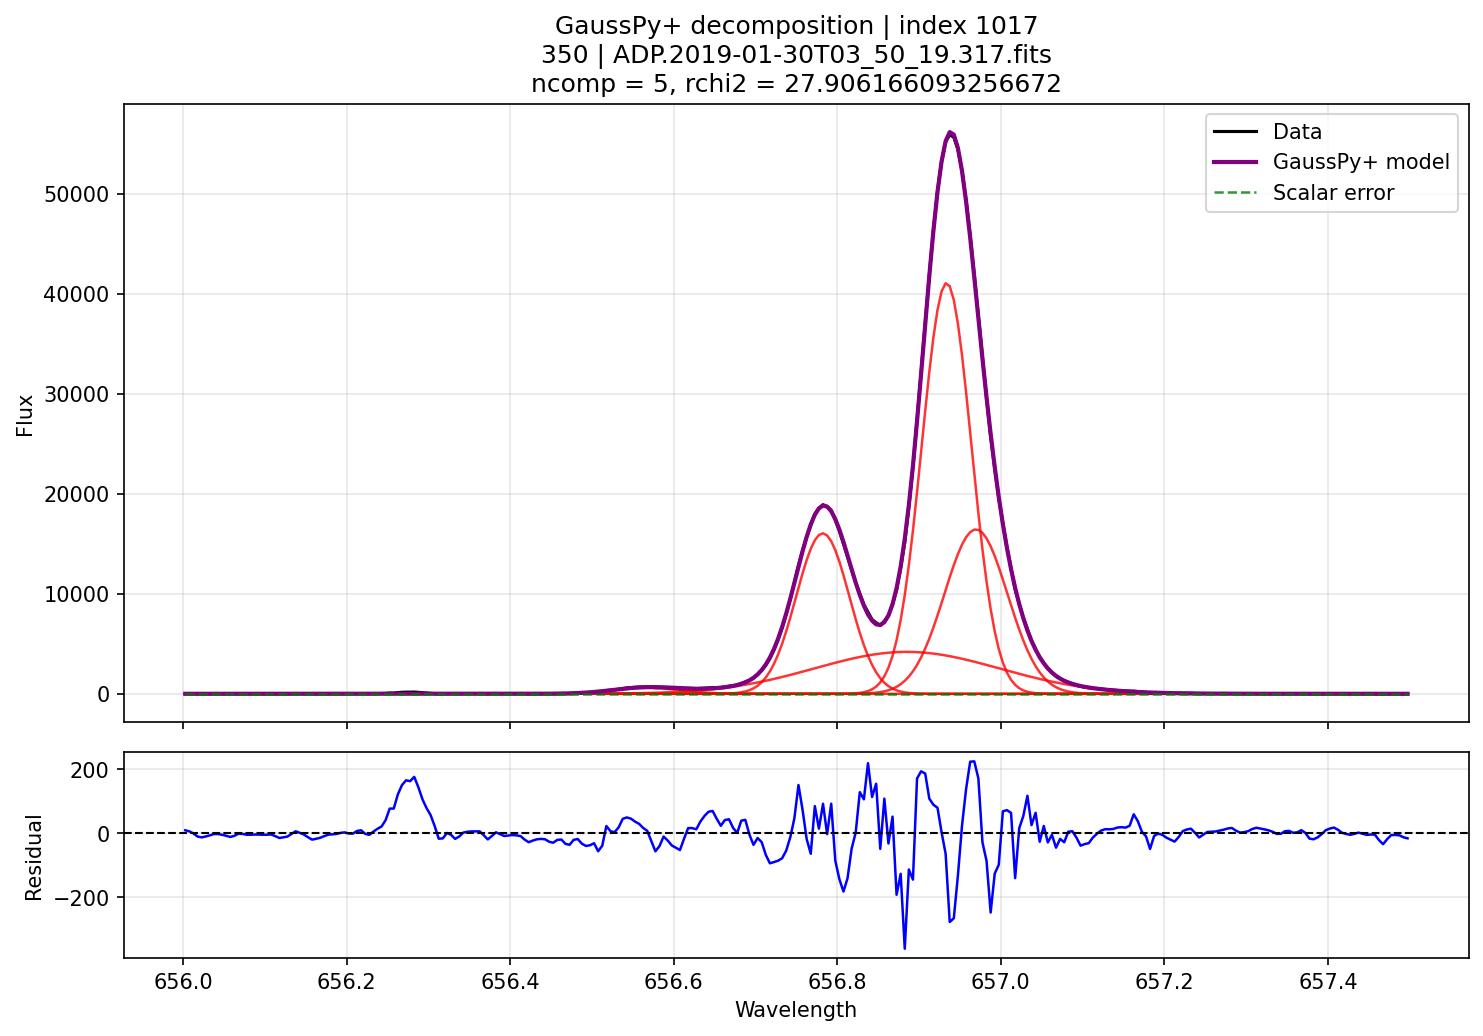 GaussPy+ decomposition | index 1017
350 | ADP.2019-01-30T03_50_19.317.fits
ncomp = 5, rchi2 = 27.906166093256672
Data
GaussPy+ model
Scalar error
50000
40000
30000
20000
10000
0
Flux
200
0
−200
Residual
656.0 656.2 656.4 656.6 656.8 657.0 657.2 657.4
Wavelength